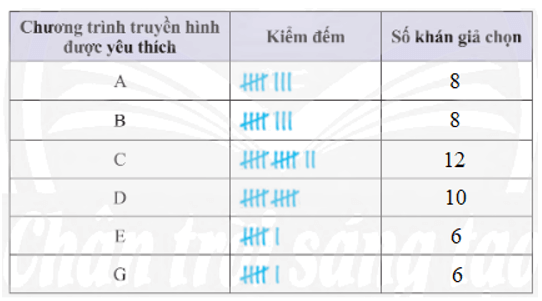 Chương trình truyền hình được yêu thích	Kiểm đếm	Số khán giả chọn
A	8
B	8
C	12
D	10
E	6
G	6
Chân trời sáng tạo